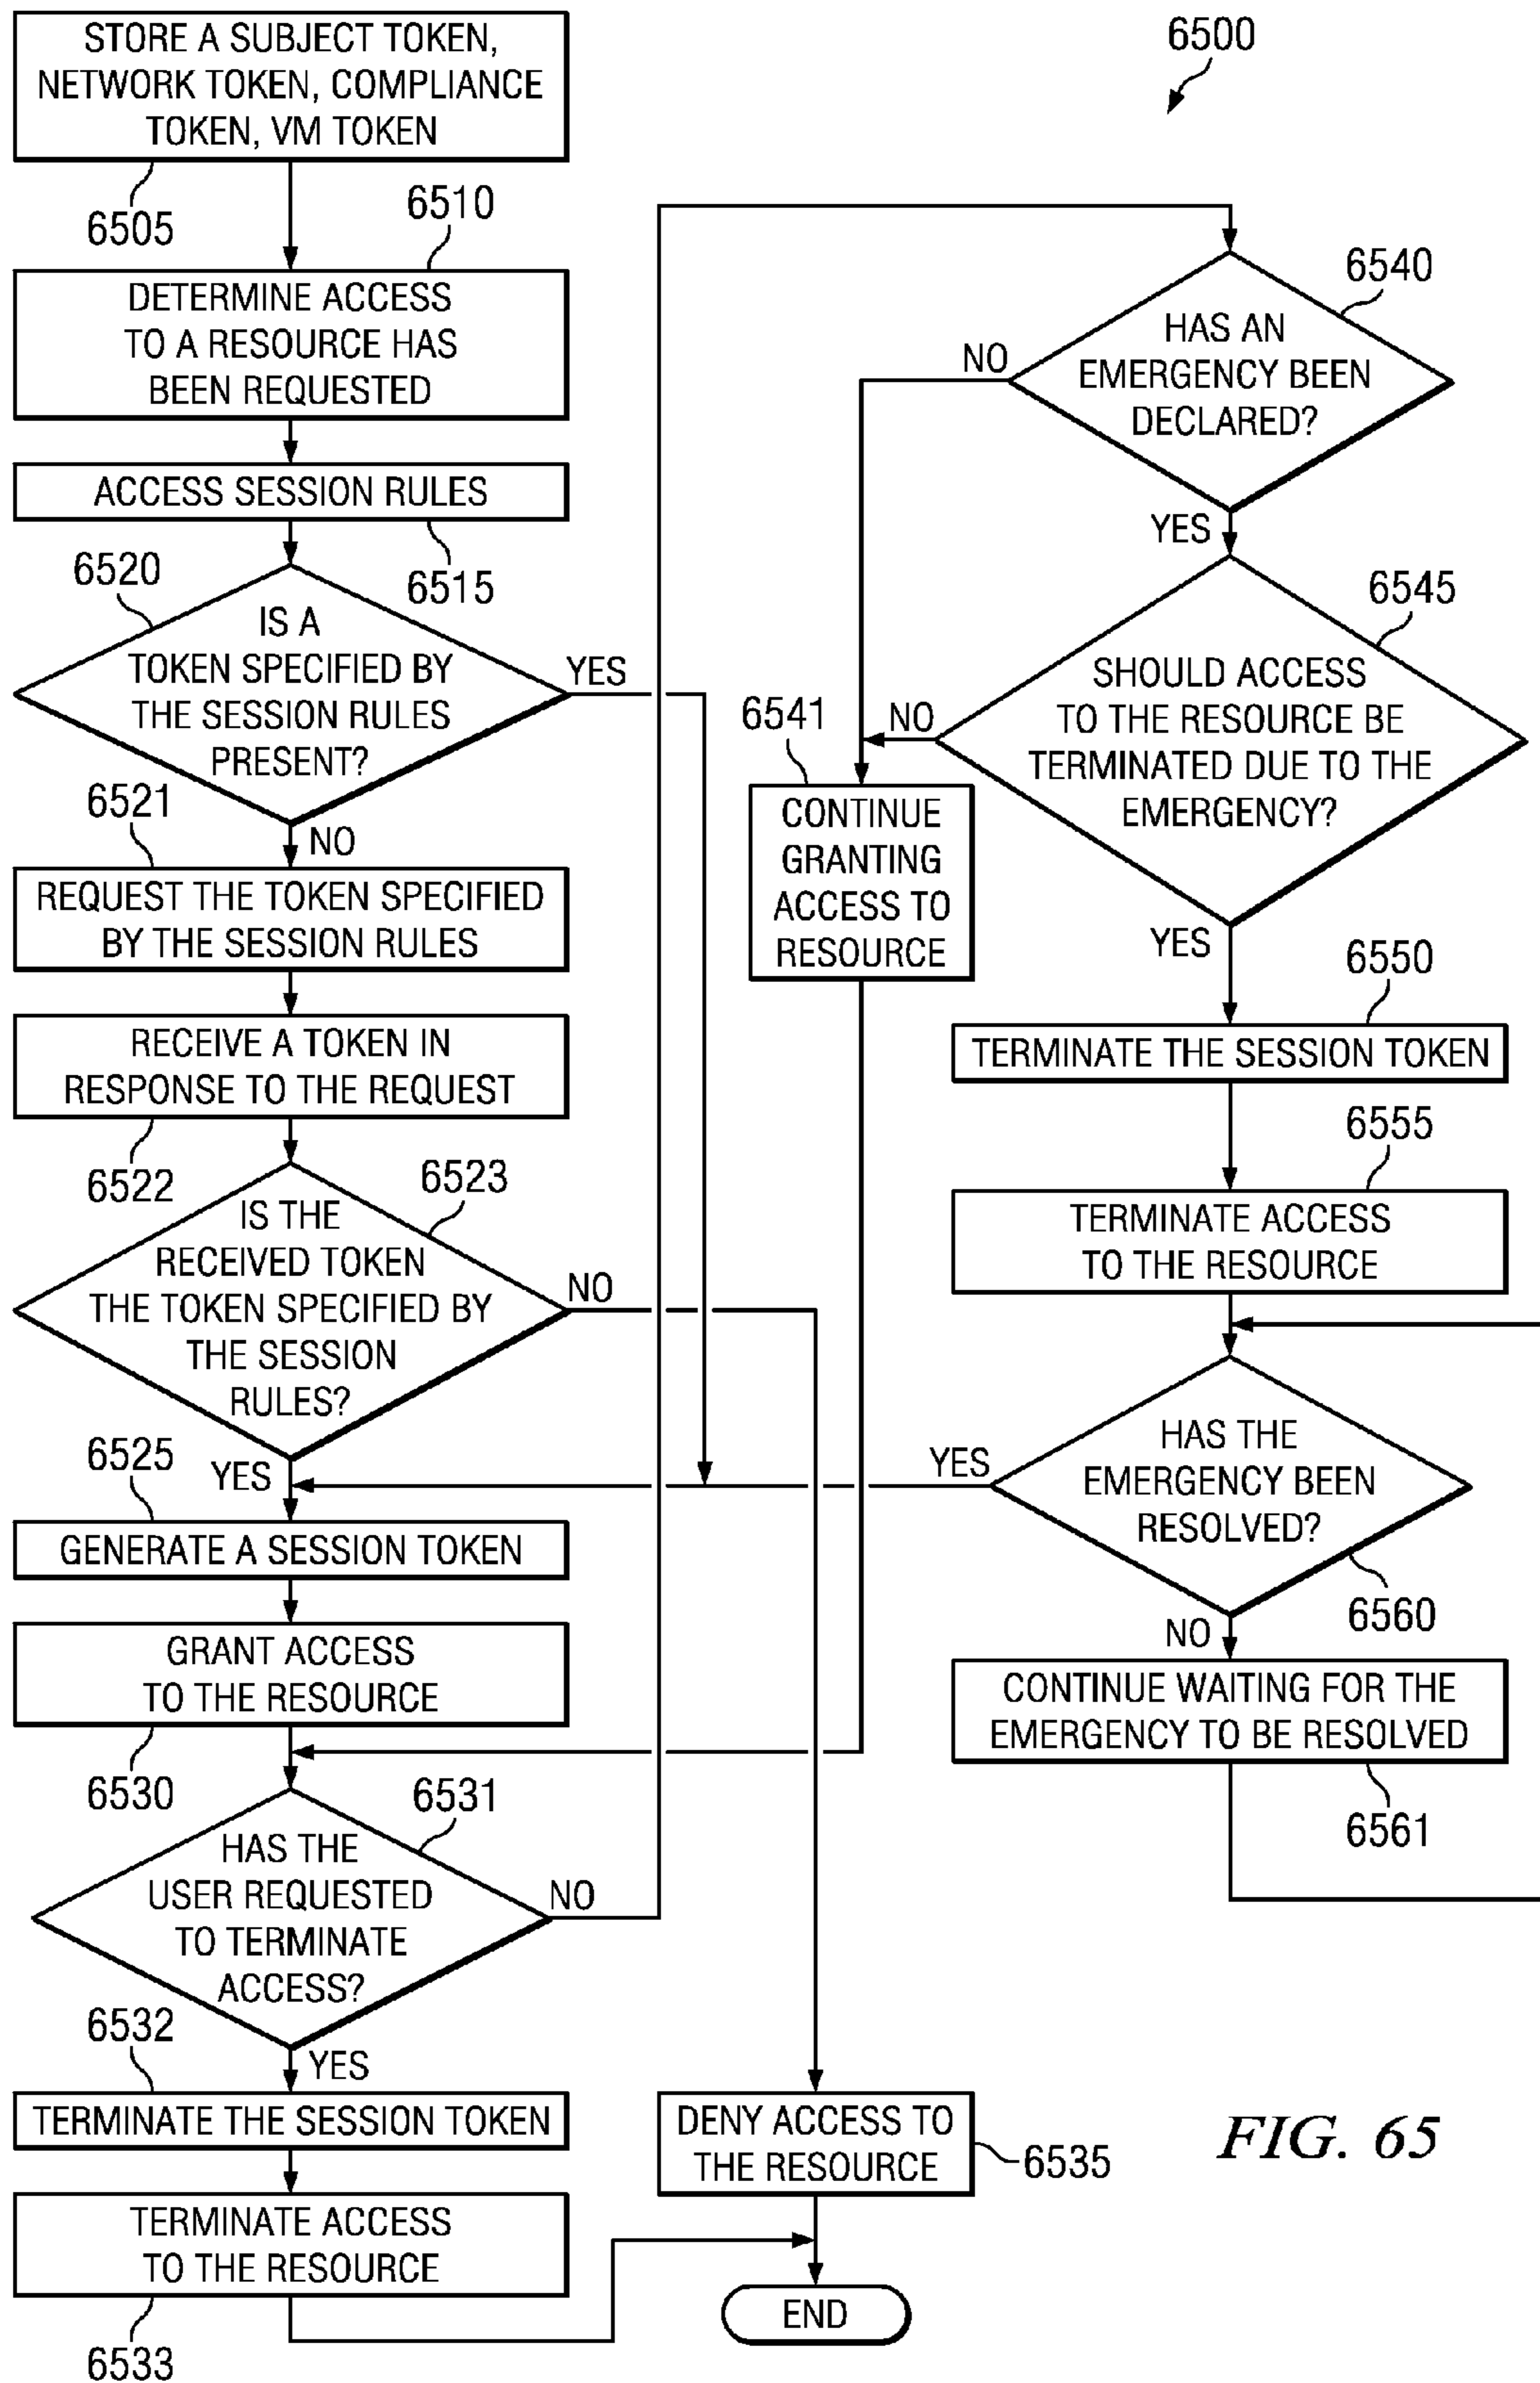 STORE A SUBJECT TOKEN,
NETWORK TOKEN, COMPLIANCE
TOKEN, VM TOKEN
6505
6510
DETERMINE ACCESS
TO A RESOURCE HAS
BEEN REQUESTED
ACCESS SESSION RULES
6515
6520
IS A
TOKEN SPECIFIED BY
THE SESSION RULES
PRESENT?
YES
NO
6521
REQUEST THE TOKEN SPECIFIED
BY THE SESSION RULES
RECEIVE A TOKEN IN
RESPONSE TO THE REQUEST
6522
6523
IS THE
RECEIVED TOKEN
THE TOKEN SPECIFIED BY
THE SESSION
RULES?
NO
YES
6525
GENERATE A SESSION TOKEN
GRANT ACCESS
TO THE RESOURCE
6530
6531
HAS THE
USER REQUESTED
TO TERMINATE
ACCESS?
NO
YES
6532
TERMINATE THE SESSION TOKEN
TERMINATE ACCESS
TO THE RESOURCE
6533
6500
6540
HAS AN
EMERGENCY BEEN
DECLARED?
NO
YES
6545
SHOULD ACCESS
TO THE RESOURCE BE
TERMINATED DUE TO THE
EMERGENCY?
NO
YES
6541
CONTINUE
GRANTING
ACCESS TO
RESOURCE
6550
TERMINATE THE SESSION TOKEN
6555
TERMINATE ACCESS
TO THE RESOURCE
HAS THE
EMERGENCY BEEN
RESOLVED?
YES
6560
NO
CONTINUE WAITING FOR THE
EMERGENCY TO BE RESOLVED
6561
DENY ACCESS TO
THE RESOURCE
6535
END
FIG. 65